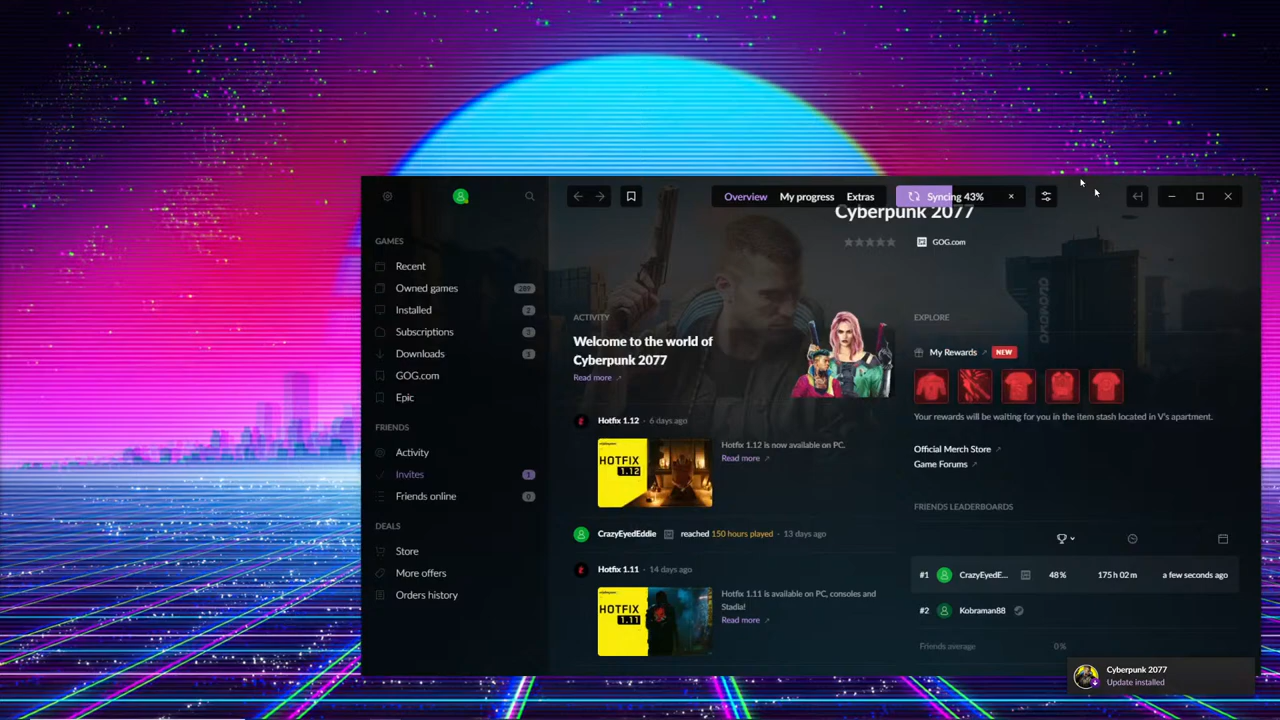 Overview
My progress
Extras
Syncing 43%
Cyberpunk 2077
GOG.com
GAMES
Recent
Owned games 289
Installed 2
Subscriptions 2
Downloads 3
GOG.com
Epic
FRIENDS
Activity
Invites 1
Friends online 0
DEALS
Store
More offers
Orders history
ACTIVITY
Welcome to the world of
Cyberpunk 2077
Read more
Hotfix 1.12 · 6 days ago
HOTFIX
1.12
Hotfix 1.12 is now available on PC
Read more
CrazyEyedEddie reached 150 hours played · 13 days ago
Hotfix 1.11 · 14 days ago
HOTFIX
1.11
Hotfix 1.11 is available on PC, consoles and
Stadia!
Read more
EXPLORE
My Rewards NEW
Your rewards will be waiting for you in the item stash located in V's apartment.
Official Merch Store
Game Forums
FRIENDS LEADERBOARDS
175 h 02 m a few seconds ago
#2 Kobraman88
Friends average 0%
Cyberpunk 2077
Update installed